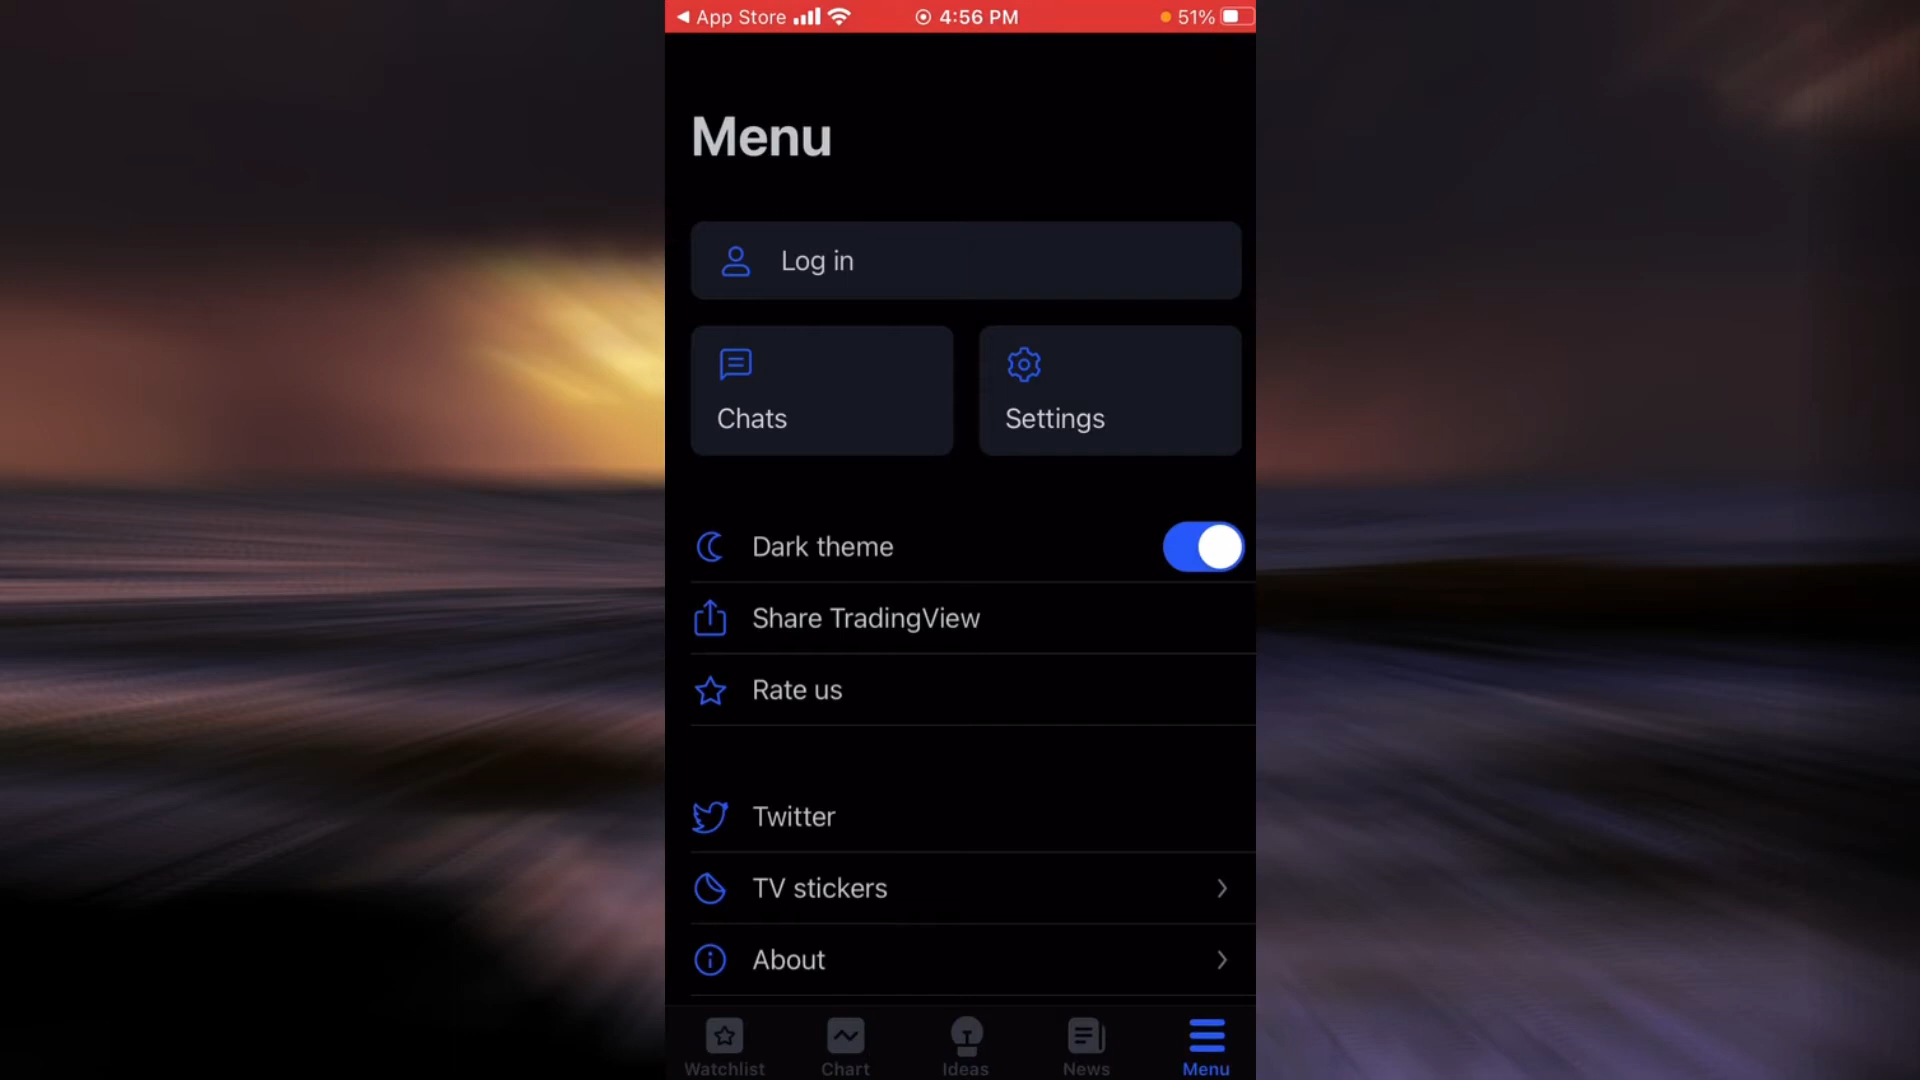 App Store
4:56 PM
51%
Menu
Log in
Chats
Settings
Dark theme
Share TradingView
Rate us
Twitter
TV stickers
About
Watchlist
Chart
Ideas
News
Menu